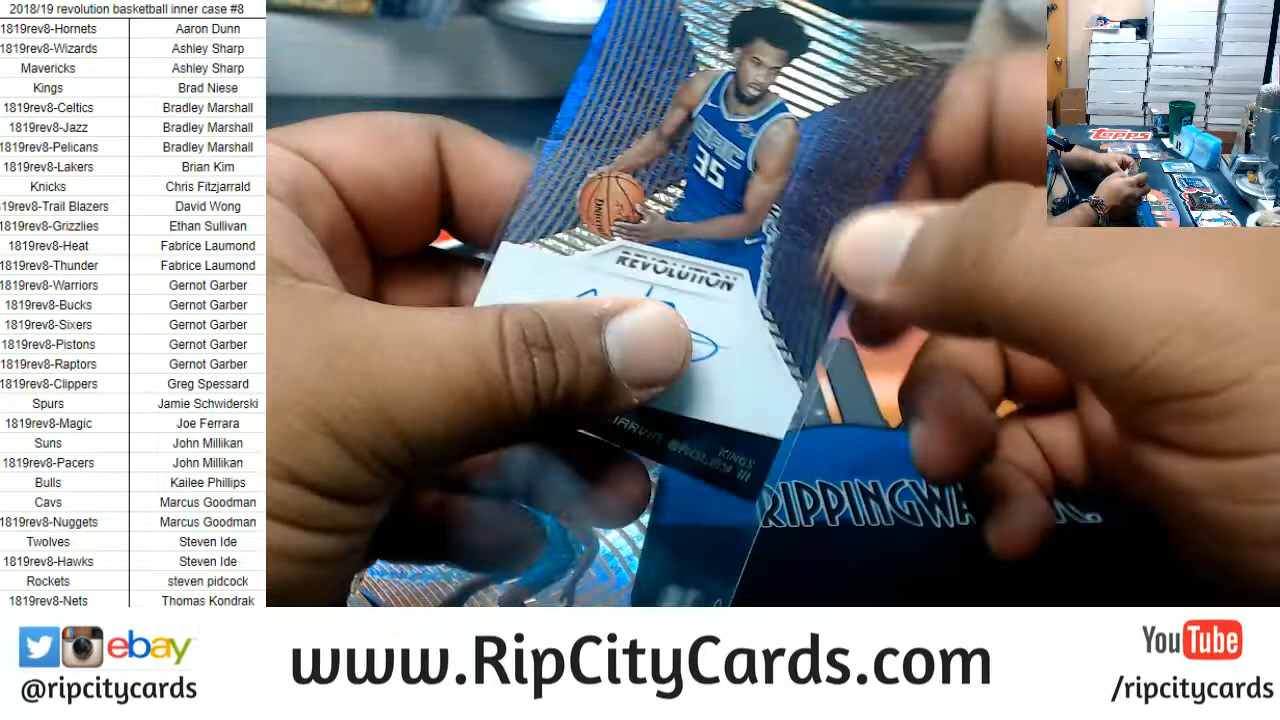 2018/19 revolution basketball inner case #8
1819rev8-Hornets Aaron Dunn
1819rev8-Wizards Ashley Sharp
Mavericks Ashley Sharp
Kings Brad Niese
1819rev8-Celtics Bradley Marshall
1819rev8-Jazz Bradley Marshall
1819rev8-Pelicans Bradley Marshall
1819rev8-Lakers Brian Kim
Knicks Chris Fitzjarrald
19rev8-Trail Blazers David Wong
1819rev8-Grizzlies Ethan Sullivan
1819rev8-Heat Fabrice Laumond
1819rev8-Thunder Fabrice Laumond
1819rev8-Warriors Gernot Garber
1819rev8-Bucks Gernot Garber
1819rev8-Sixers Gernot Garber
1819rev8-Pistons Gernot Garber
1819rev8-Raptors Gernot Garber
1819rev8-Clippers Greg Spessard
Spurs Jamie Schwiderski
1819rev8-Magic Joe Ferrara
Suns John Millikan
1819rev8-Pacers John Millikan
Bulls Kailee Phillips
Cavs Marcus Goodman
1819rev8-Nuggets Marcus Goodman
Twolves Steven Ide
1819rev8-Hawks Steven Ide
Rockets steven pidcock
1819rev8-Nets Thomas Kondrak
35
REVOLUTION
KINGS
MARVIN BAGLEY III
RIPPINGWA
TOPPS
ebay
@ripcitycards
www.RipCityCards.com
YouTube
/ripcitycards